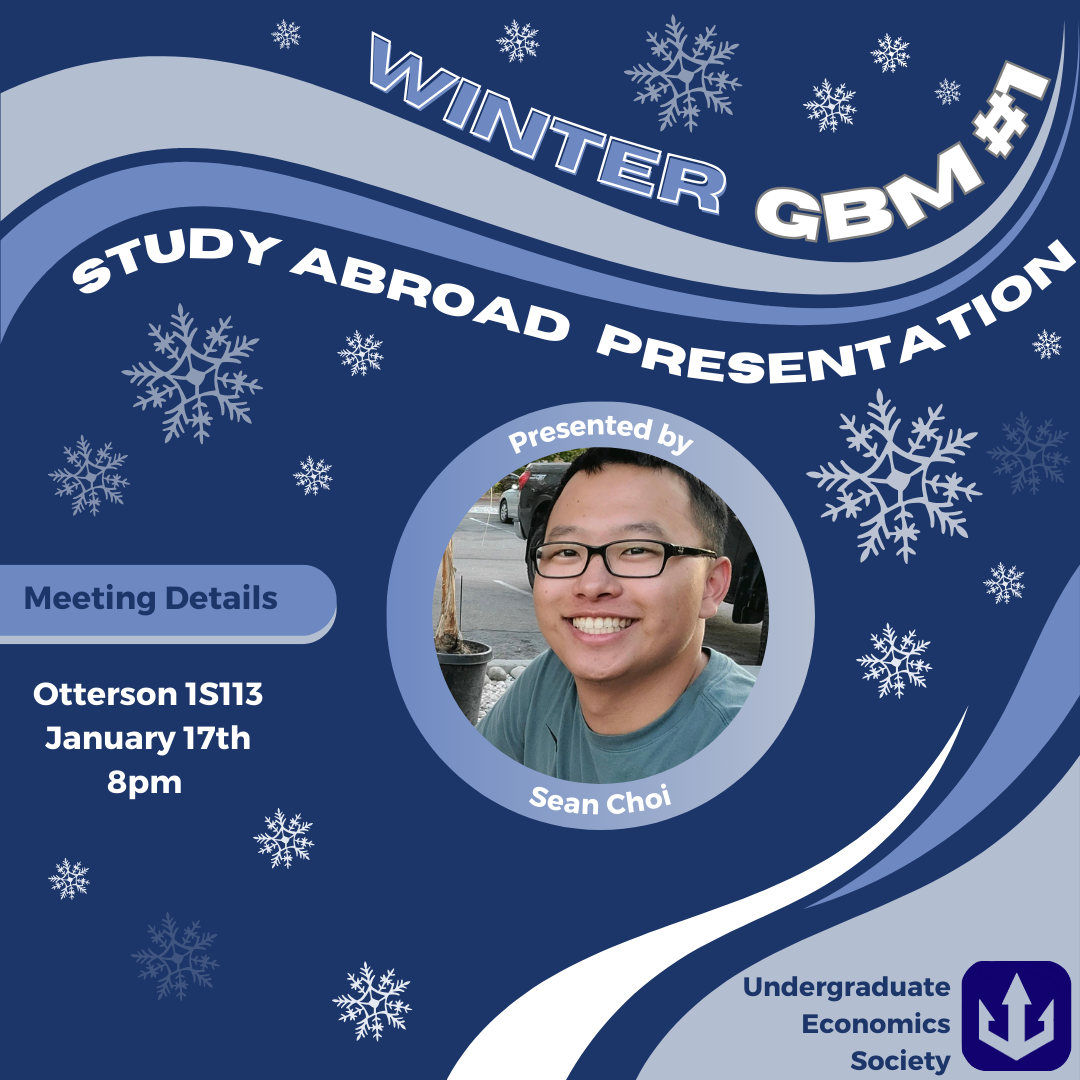 WINTER GBM #1
STUDY ABROAD PRESENTATION
Presented by
Sean Choi
Meeting Details
Otterson 1S113
January 17th
8pm
Undergraduate
Economics
Society